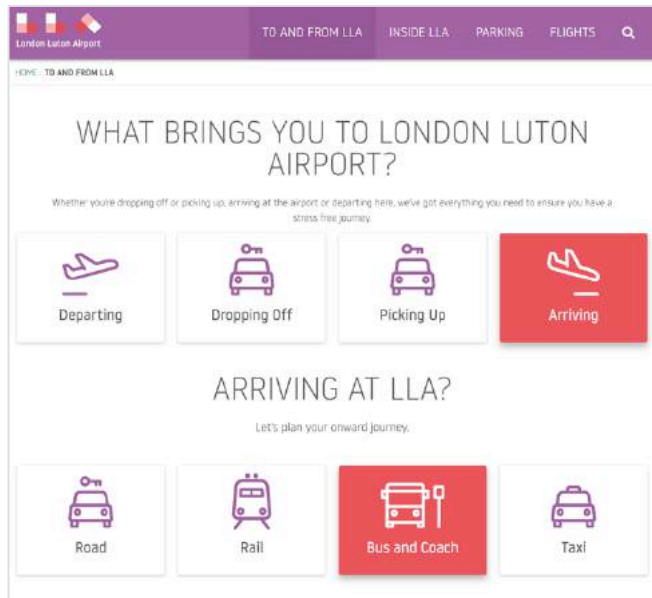 London Luton Airport
TO AND FROM LLA INSIDE LLA PARKING FLIGHTS
HOME / TO AND FROM LLA
WHAT BRINGS YOU TO LONDON LUTON
AIRPORT?
Whether you're dropping off or picking up, arriving at the airport or departing here, we've got everything you need to ensure you have a
stress free journey.
Departing Dropping Off Picking Up Arriving
ARRIVING AT LLA?
Let's plan your onward journey.
Road Rail Bus and Coach Taxi